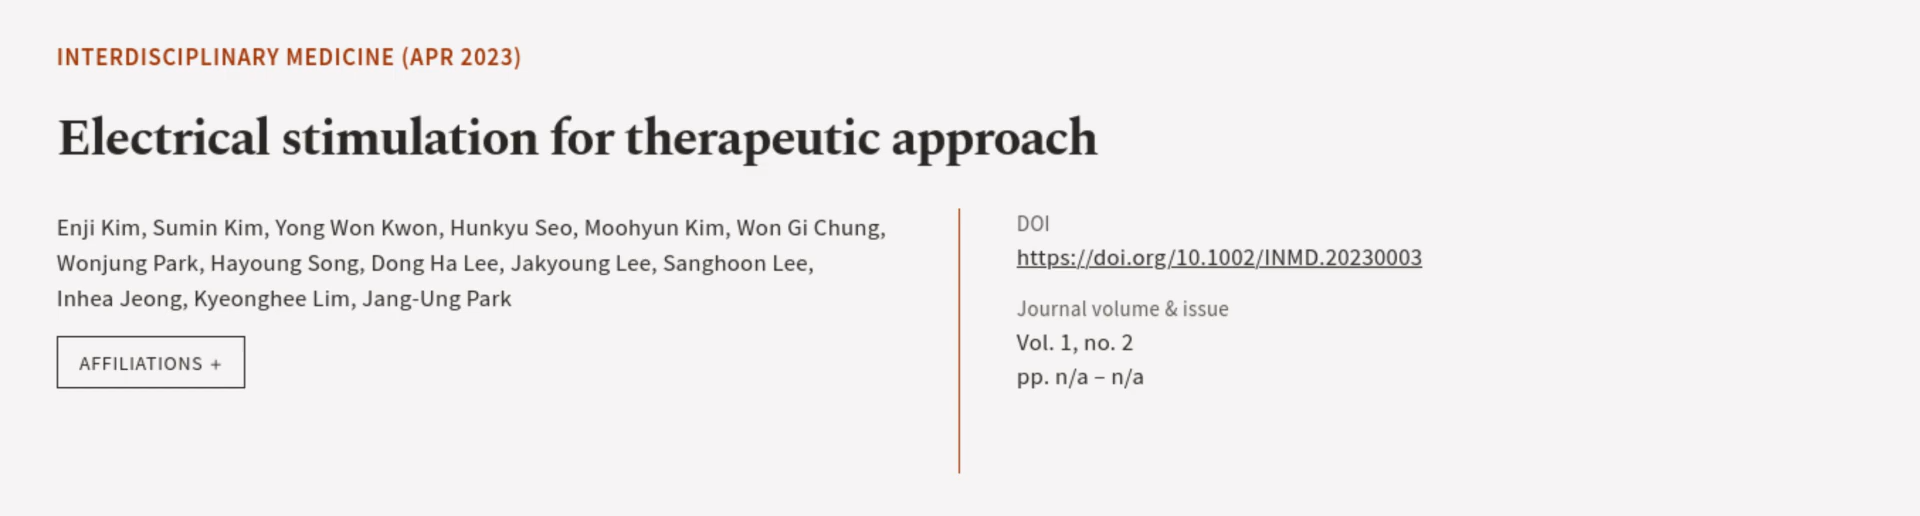 INTERDISCIPLINARY MEDICINE (APR 2023)
Electrical stimulation for therapeutic approach
Enji Kim, Sumin Kim, Yong Won Kwon, Hunkyu Seo, Moohyun Kim, Won Gi Chung,
Wonjung Park, Hayoung Song, Dong Ha Lee, Jakyoung Lee, Sanghoon Lee,
Inhea Jeong, Kyeonghee Lim, Jang-Ung Park
AFFILIATIONS +
DOI
https://doi.org/10.1002/INMD.20230003
Journal volume & issue
Vol. 1, no. 2
pp. n/a – n/a